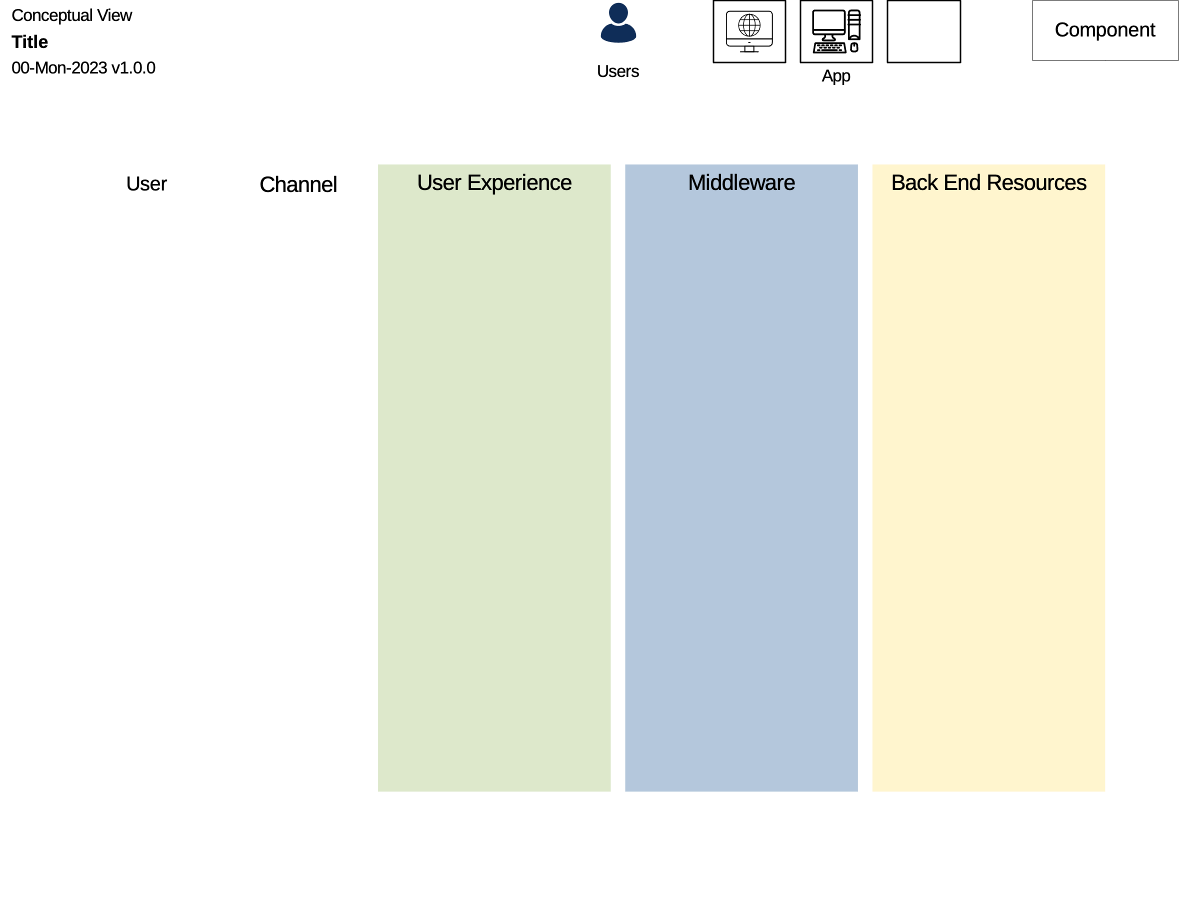 Conceptual View
Title
00-Mon-2023 v1.0.0
Users
App
Component
User
Channel
User Experience
Middleware
Back End Resources